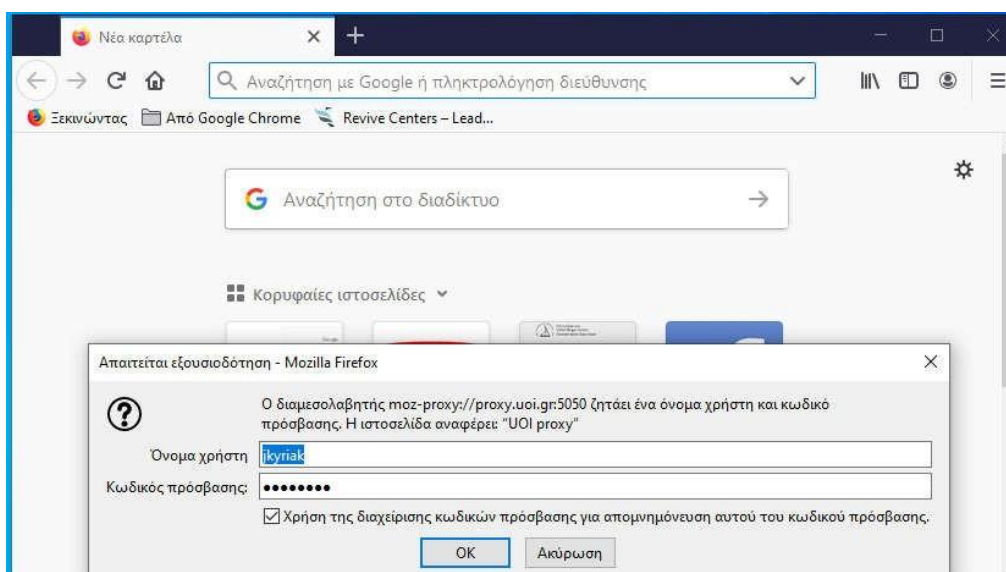 Νέα καρτέλα
Αναζήτηση με Google ή πληκτρολόγηση διεύθυνσης
Ξεκινώντας Από Google Chrome Revive Centers – Lead...
Αναζήτηση στο διαδίκτυο
Κορυφαίες ιστοσελίδες
Απαιτείται εξουσιοδότηση - Mozilla Firefox
Ο διαμεσολαβητής moz-proxy://proxy.uoi.gr:5050 ζητάει ένα όνομα χρήστη και κωδικό
πρόσβασης. Η ιστοσελίδα αναφέρει: "UOI proxy"
Όνομα χρήστη jkyriak
Κωδικός πρόσβασης: ●●●●●●●●
Χρήση της διαχείρισης κωδικών πρόσβασης για απομνημόνευση αυτού του κωδικού πρόσβασης.
OK Ακύρωση